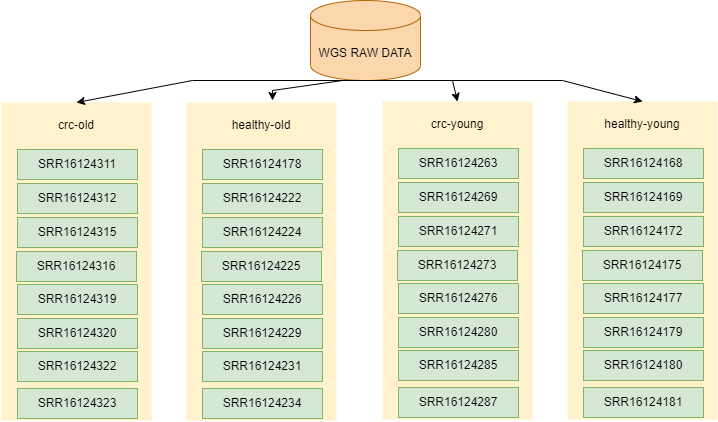 WGS RAW DATA
crc-old
SRR16124311
SRR16124312
SRR16124315
SRR16124316
SRR16124319
SRR16124320
SRR16124322
SRR16124323
healthy-old
SRR16124178
SRR16124222
SRR16124224
SRR16124225
SRR16124226
SRR16124229
SRR16124231
SRR16124234
crc-young
SRR16124263
SRR16124269
SRR16124271
SRR16124273
SRR16124276
SRR16124280
SRR16124285
SRR16124287
healthy-young
SRR16124168
SRR16124169
SRR16124172
SRR16124175
SRR16124177
SRR16124179
SRR16124180
SRR16124181